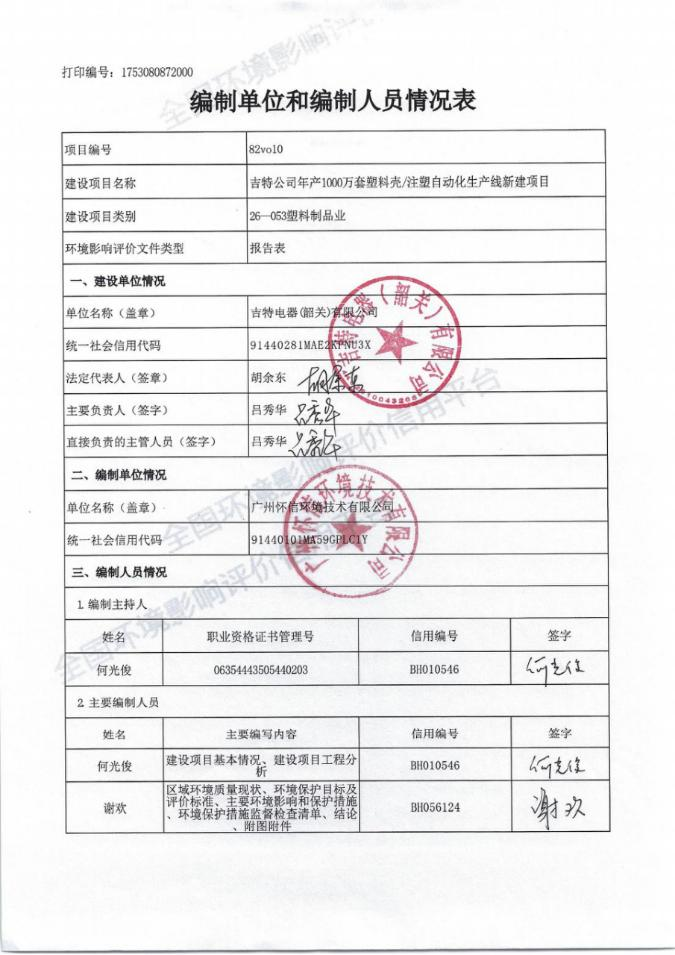 打印编号：1753080872000
编制单位和编制人员情况表
项目编号 82vo10
建设项目名称 吉特公司年产1000万套塑料壳/注塑自动化生产线新建项目
建设项目类别 26—053塑料制品业
环境影响评价文件类型 报告表
一、建设单位情况
单位名称（盖章） 吉特电器(韶关)有限公司
统一社会信用代码 91440281MAE2KPNU3X
法定代表人（签章） 胡余东 胡余东
主要负责人（签字） 吕秀华 吕秀华
直接负责的主管人员（签字） 吕秀华 吕秀华
吉特电器（韶关）有限公司
二、编制单位情况
单位名称（盖章） 广州怀信环境技术有限公司
统一社会信用代码 91440101MA59GPLC1Y
广州怀信环境技术有限公司
三、编制人员情况
1.编制主持人
姓名 职业资格证书管理号 信用编号 签字
何光俊 06354443505440203 BH010546 何光俊
2.主要编制人员
姓名 主要编写内容 信用编号 签字
何光俊 建设项目基本情况、建设项目工程分
析 BH010546 何光俊
区域环境质量现状、环境保护目标及
评价标准、主要环境影响和保护措施
谢欢 、环境保护措施监督检查清单、结论 BH056124 谢欢
、附图附件
全国环境影响评价信用平台